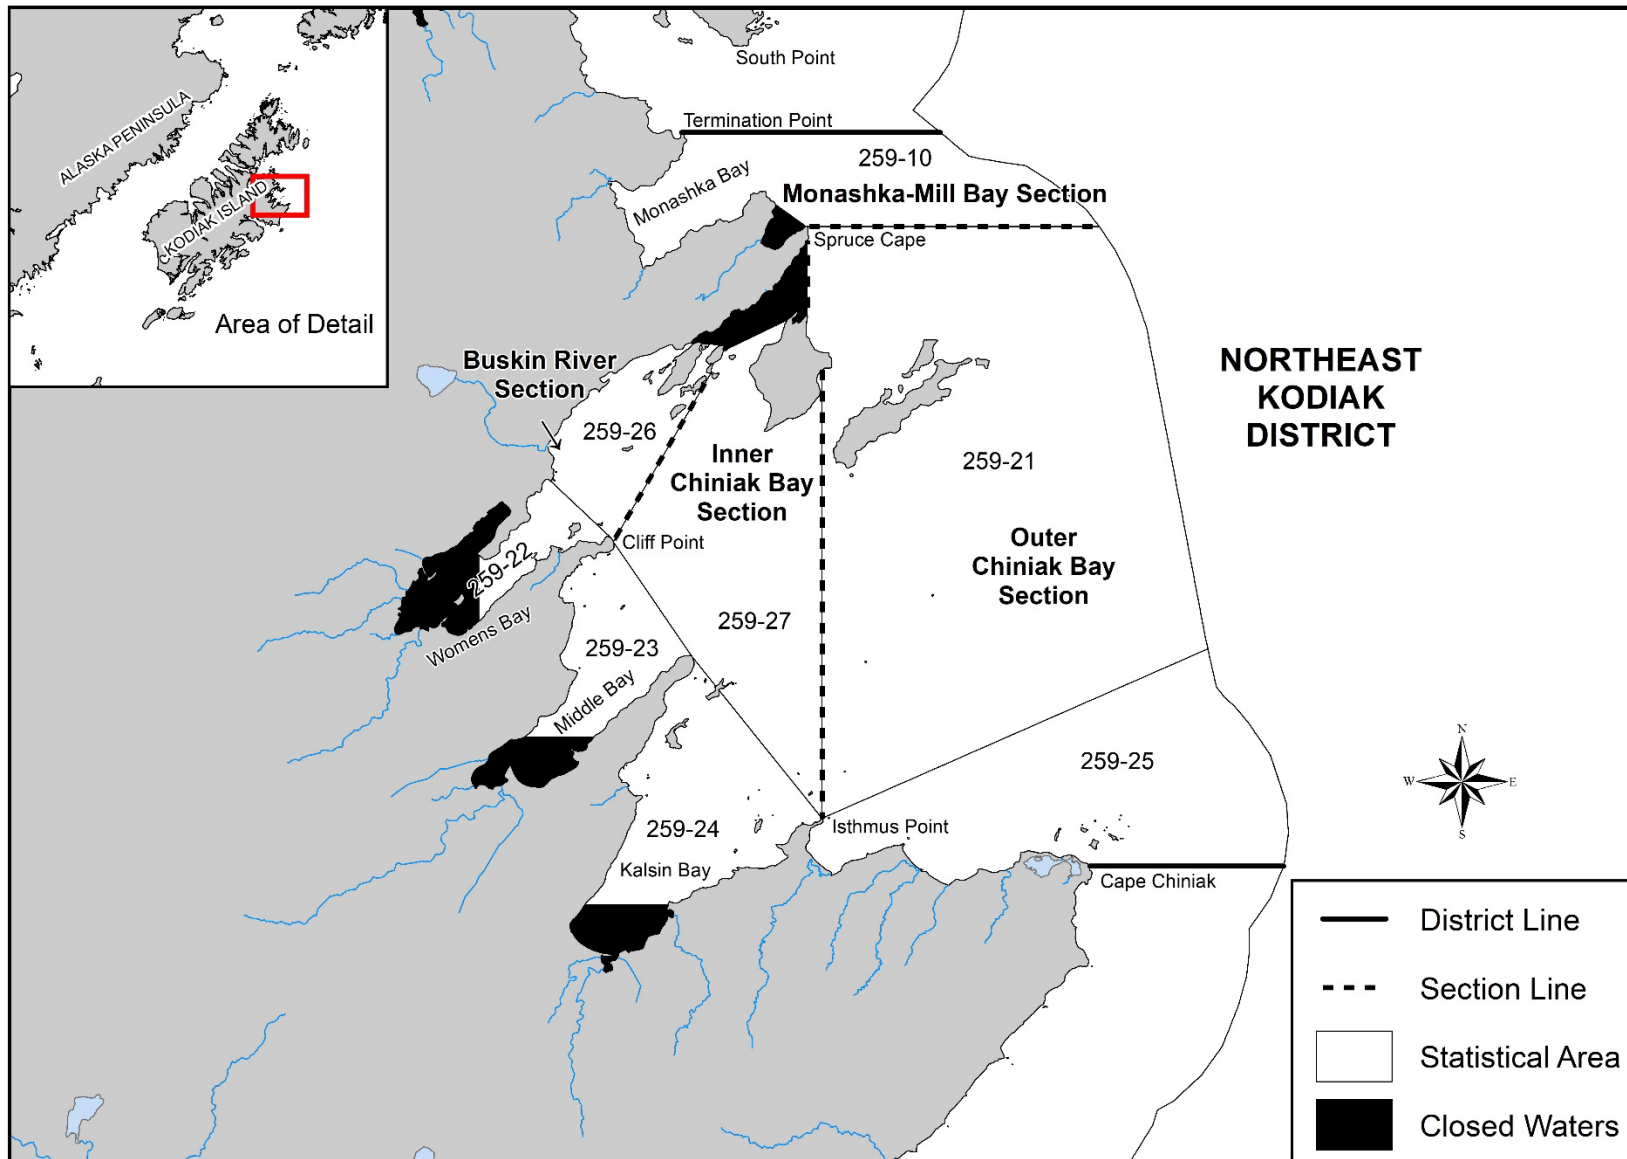 ALASKA PENINSULA
KODIAK ISLAND
Area of Detail
South Point
Termination Point
259-10
Monashka Bay
Monashka-Mill Bay Section
Spruce Cape
Buskin River
Section
259-26
Inner
Chiniak Bay
Section
259-21
NORTHEAST
KODIAK
DISTRICT
Outer
Chiniak Bay
Section
Cliff Point
259-22
Womens Bay
259-23
259-27
Middle Bay
259-25
259-24
Isthmus Point
Kalsin Bay
Cape Chiniak
N
W
E
S
District Line
Section Line
Statistical Area
Closed Waters